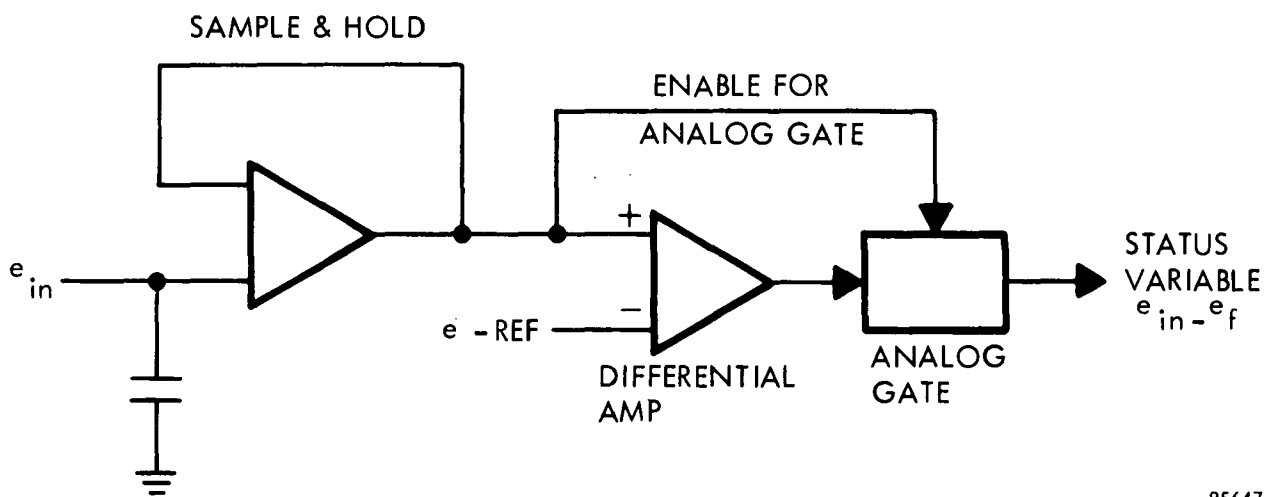 SAMPLE & HOLD
ENABLE FOR
ANALOG GATE
+
e in
−
e -REF
DIFFERENTIAL
AMP
ANALOG
GATE
STATUS
VARIABLE
e in - e f